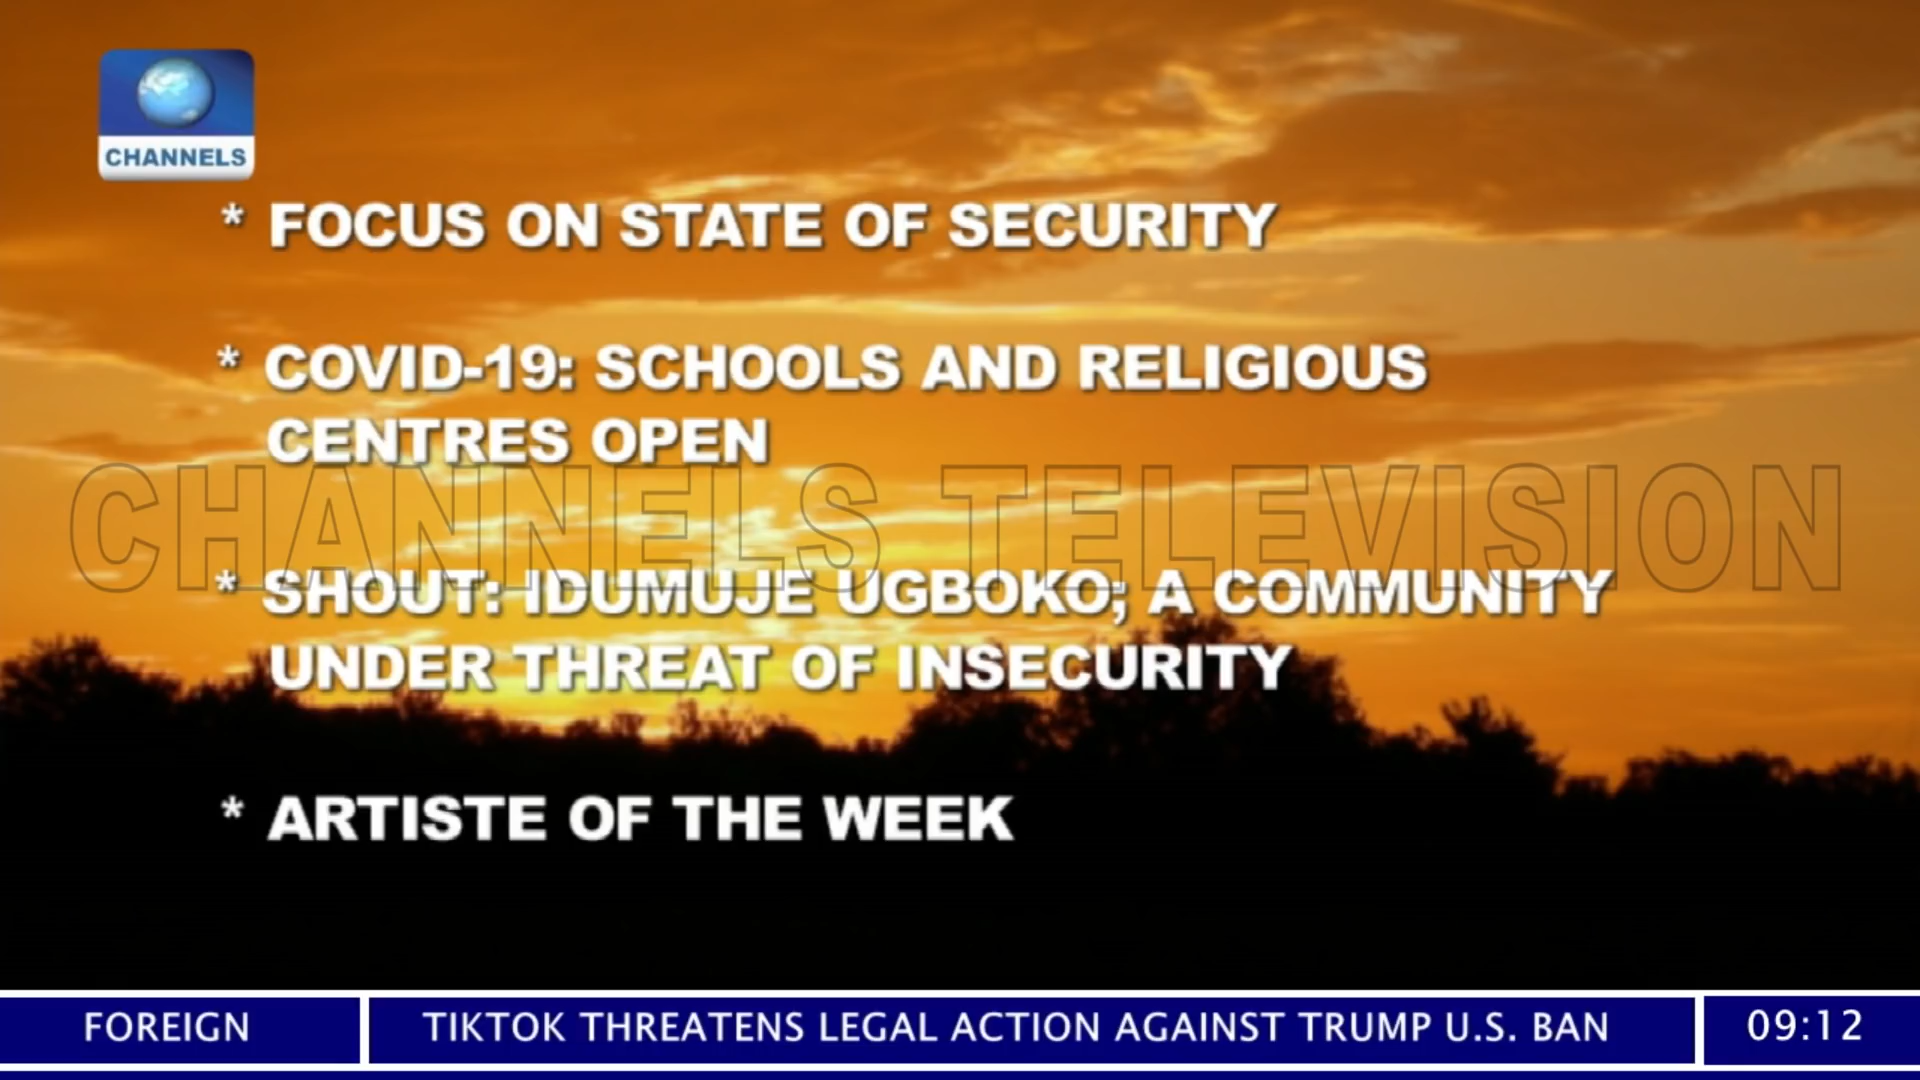 CHANNELS
* FOCUS ON STATE OF SECURITY
* COVID-19: SCHOOLS AND RELIGIOUS
CENTRES OPEN
CHANNELS TELEVISION
* SHOUT: IDUMUJE UGBOKO; A COMMUNITY
UNDER THREAT OF INSECURITY
* ARTISTE OF THE WEEK
FOREIGN
TIKTOK THREATENS LEGAL ACTION AGAINST TRUMP U.S. BAN
09:12